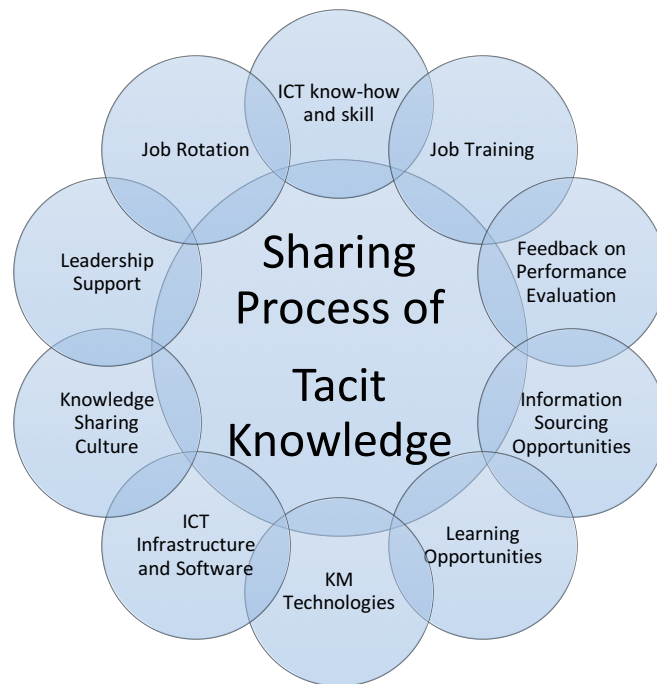 ICT know-how
and skill
Job Training
Feedback on
Performance
Evaluation
Information
Sourcing
Opportunities
Learning
Opportunities
KM
Technologies
ICT
Infrastructure
and Software
Knowledge
Sharing
Culture
Leadership
Support
Job Rotation
Sharing
Process of
Tacit
Knowledge